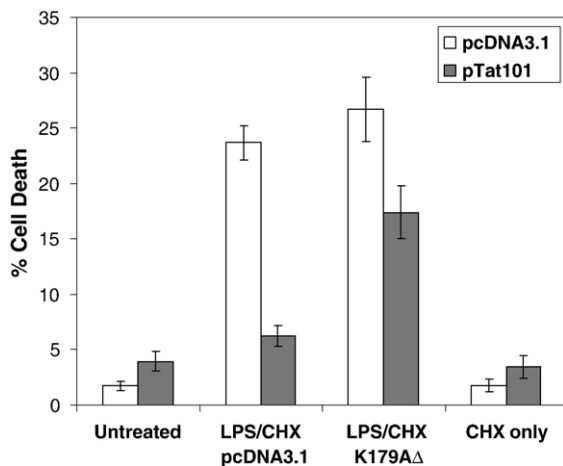 35
30
25
20
15
10
5
0
% Cell Death
pcDNA3.1
pTat101
Untreated
LPS/CHX
pcDNA3.1
LPS/CHX
K179AΔ
CHX only